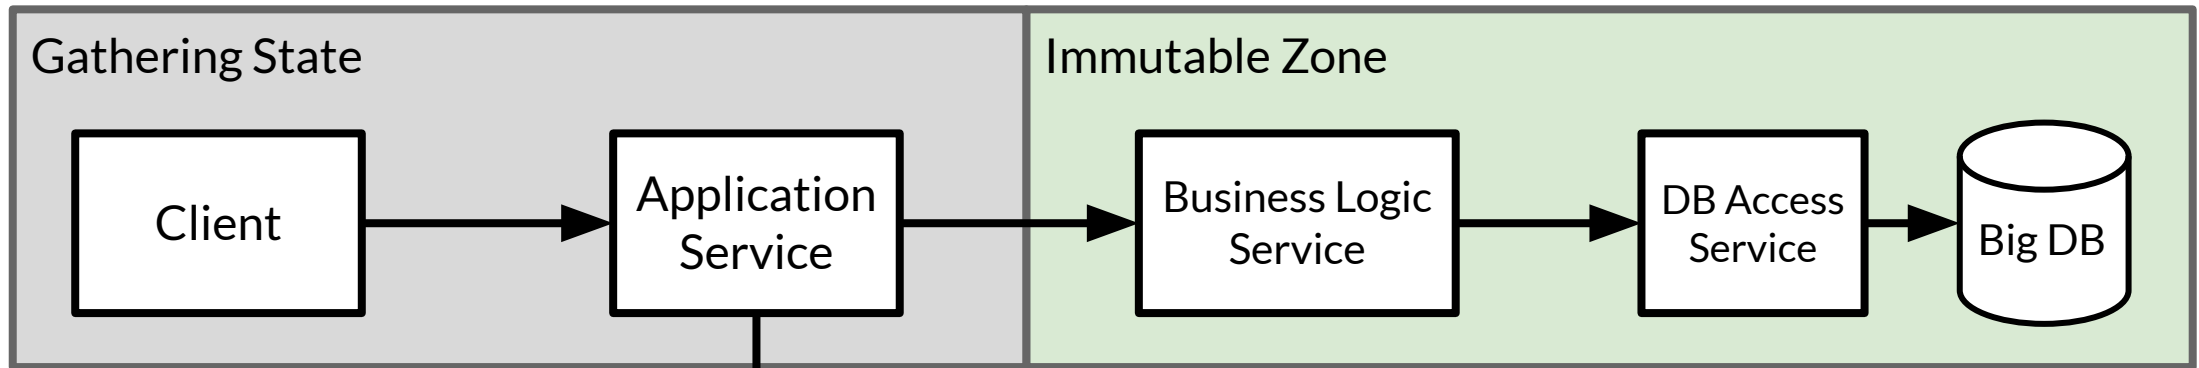 Gathering State
Immutable Zone
Client
Application
Service
Business Logic
Service
DB Access
Service
Big DB